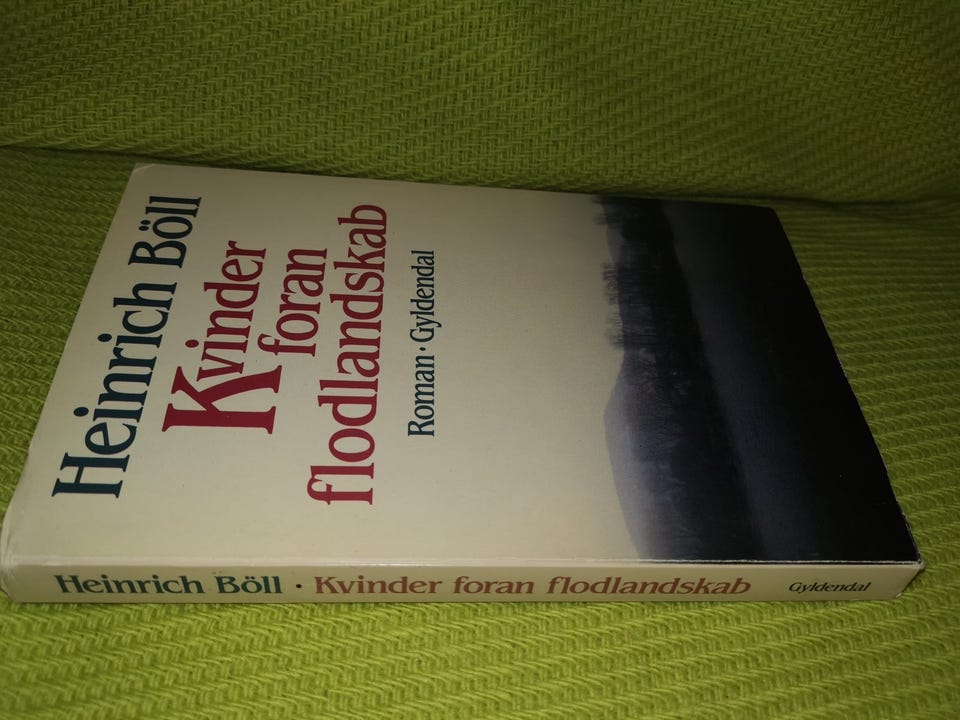 Heinrich Böll
Kvinder
foran
flodlandskab
Roman · Gyldendal
Heinrich Böll · Kvinder foran flodlandskab Gyldendal